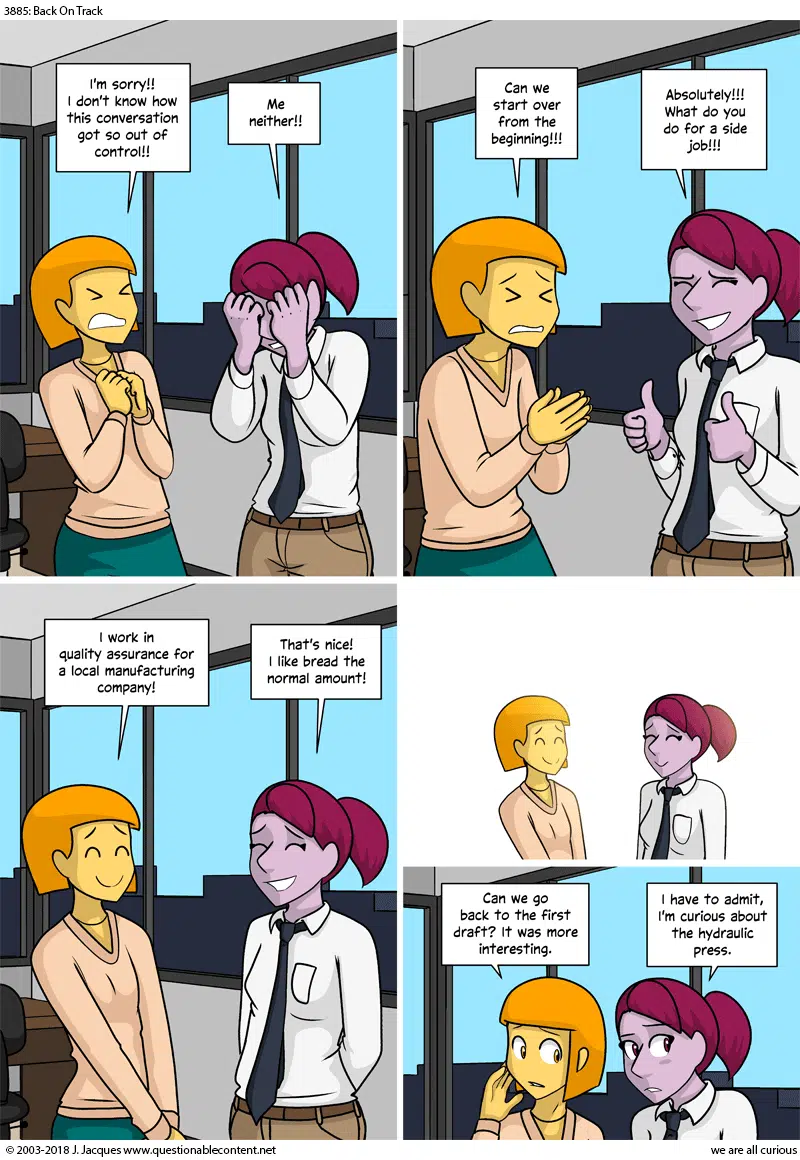 3885: Back On Track
I'm sorry!!
I don't know how
this conversation
got so out of
control!!
Me
neither!!
Can we
start over
from the
beginning!!!
Absolutely!!!
What do you
do for a side
job!!!
I work in
quality assurance for
a local manufacturing
company!
That's nice!
I like bread the
normal amount!
Can we go
back to the first
draft? It was more
interesting.
I have to admit,
I'm curious about
the hydraulic
press.
© 2003-2018 J. Jacques www.questionablecontent.net
we are all curious